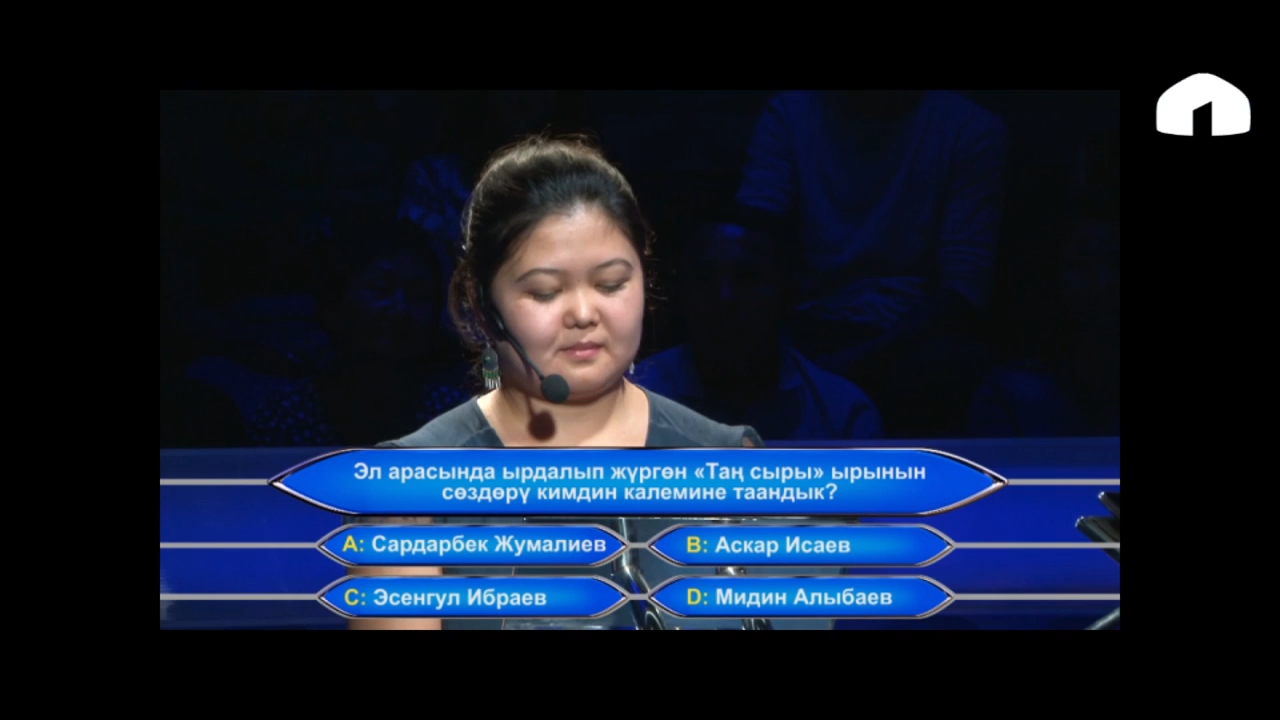 Эл арасында ырдалып жүргөн «Таң сыры» ырынын
сөздөрү кимдин калемине таандык?
A: Сардарбек Жумалиев
B: Аскар Исаев
C: Эсенгул Ибраев
D: Мидин Алыбаев